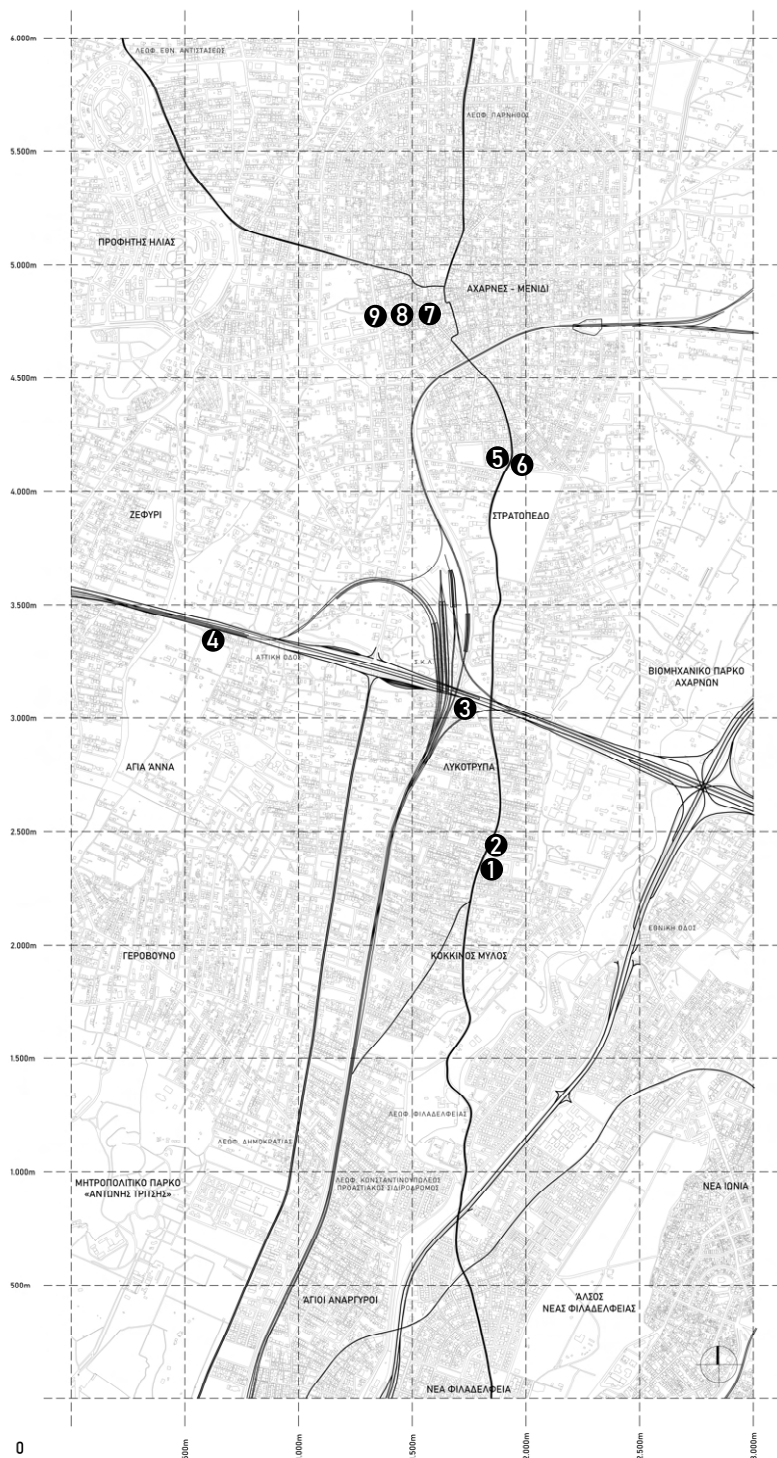 6.000m
ΛΕΩΦ. ΕΘΝ. ΑΝΤΙΣΤΑΣΕΩΣ
ΛΕΩΦ. ΠΑΡΝΗΘΟΣ
5.500m
ΠΡΟΦΗΤΗΣ ΗΛΙΑΣ
5.000m
ΑΧΑΡΝΕΣ - ΜΕΝΙΔΙ
9 8 7
4.500m
5 6
4.000m
ΖΕΦΥΡΙ
ΣΤΡΑΤΟΠΕΔΟ
3.500m
4
ΑΤΤΙΚΗ ΟΔΟΣ
Σ.Κ.Α.
ΒΙΟΜΗΧΑΝΙΚΟ ΠΑΡΚΟ
ΑΧΑΡΝΩΝ
3
3.000m
ΑΓΙΑ ΆΝΝΑ
ΛΥΚΟΤΡΥΠΑ
2.500m
2
1
ΕΘΝΙΚΗ ΟΔΟΣ
ΓΕΡΟΒΟΥΝΟ
ΚΟΚΚΙΝΟΣ ΜΥΛΟΣ
2.000m
1.500m
ΛΕΩΦ. ΦΙΛΑΔΕΛΦΕΙΑΣ
ΛΕΩΦ. ΔΗΜΟΚΡΑΤΙΑΣ
1.000m
ΜΗΤΡΟΠΟΛΙΤΙΚΟ ΠΑΡΚΟ
«ΑΝΤΩΝΗΣ ΤΡΙΤΣΗΣ»
ΛΕΩΦ. ΚΩΝΣΤΑΝΤΙΝΟΥΠΟΛΕΩΣ
ΠΡΟΑΣΤΙΑΚΟΣ ΣΙΔΙΡΟΔΡΟΜΟΣ
ΝΕΑ ΙΩΝΙΑ
500m
ΆΓΙΟΙ ΑΝΑΡΓΥΡΟΙ
ΆΛΣΟΣ
ΝΕΑΣ ΦΙΛΑΔΕΛΦΕΙΑΣ
ΝΕΑ ΦΙΛΑΔΕΛΦΕΙΑ
0
500m
1.000m
1.500m
2.000m
2.500m
3.000m